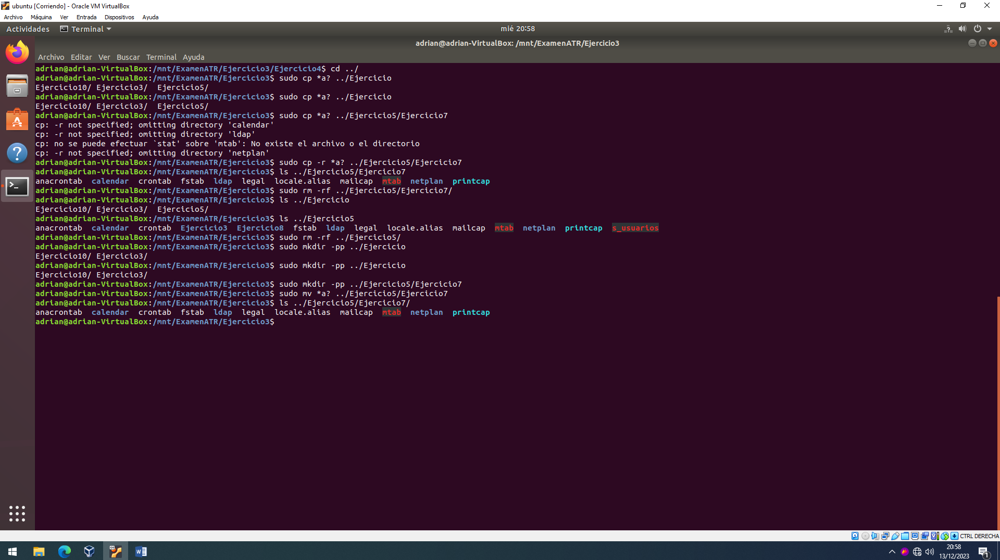 ubuntu [Corriendo] - Oracle VM VirtualBox
Archivo Máquina Ver Entrada Dispositivos Ayuda
Actividades Terminal mié 20:58
adrian@adrian-VirtualBox: /mnt/ExamenATR/Ejercicio3
Archivo Editar Ver Buscar Terminal Ayuda
adrian@adrian-VirtualBox:/mnt/ExamenATR/Ejercicio3/Ejercicio4$ cd ../
adrian@adrian-VirtualBox:/mnt/ExamenATR/Ejercicio3$ sudo cp *a? ../Ejercicio
Ejercicio10/ Ejercicio3/  Ejercicio5/
adrian@adrian-VirtualBox:/mnt/ExamenATR/Ejercicio3$ sudo cp *a? ../Ejercicio
Ejercicio10/ Ejercicio3/  Ejercicio5/
adrian@adrian-VirtualBox:/mnt/ExamenATR/Ejercicio3$ sudo cp *a? ../Ejercicio5/Ejercicio7
cp: -r not specified; omitting directory 'calendar'
cp: -r not specified; omitting directory 'ldap'
cp: no se puede efectuar `stat' sobre 'mtab': No existe el archivo o el directorio
cp: -r not specified; omitting directory 'netplan'
adrian@adrian-VirtualBox:/mnt/ExamenATR/Ejercicio3$ sudo cp -r *a? ../Ejercicio5/Ejercicio7
adrian@adrian-VirtualBox:/mnt/ExamenATR/Ejercicio3$ ls ../Ejercicio5/Ejercicio7
anacrontab  calendar  crontab  fstab  ldap  legal  locale.alias  mailcap  mtab  netplan  printcap
adrian@adrian-VirtualBox:/mnt/ExamenATR/Ejercicio3$ sudo rm -rf ../Ejercicio5/Ejercicio7/
adrian@adrian-VirtualBox:/mnt/ExamenATR/Ejercicio3$ ls ../Ejercicio
Ejercicio10/ Ejercicio3/  Ejercicio5/
adrian@adrian-VirtualBox:/mnt/ExamenATR/Ejercicio3$ ls ../Ejercicio5
anacrontab  calendar  crontab  Ejercicio3  Ejercicio8  fstab  ldap  legal  locale.alias  mailcap  mtab  netplan  printcap  s_usuarios
adrian@adrian-VirtualBox:/mnt/ExamenATR/Ejercicio3$ sudo rm -rf ../Ejercicio5/
adrian@adrian-VirtualBox:/mnt/ExamenATR/Ejercicio3$ sudo mkdir -pp ../Ejercicio
Ejercicio10/ Ejercicio3/
adrian@adrian-VirtualBox:/mnt/ExamenATR/Ejercicio3$ sudo mkdir -pp ../Ejercicio
Ejercicio10/ Ejercicio3/
adrian@adrian-VirtualBox:/mnt/ExamenATR/Ejercicio3$ sudo mkdir -pp ../Ejercicio5/Ejercicio7
adrian@adrian-VirtualBox:/mnt/ExamenATR/Ejercicio3$ sudo mv *a? ../Ejercicio5/Ejercicio7
adrian@adrian-VirtualBox:/mnt/ExamenATR/Ejercicio3$ ls ../Ejercicio5/Ejercicio7/
anacrontab  calendar  crontab  fstab  ldap  legal  locale.alias  mailcap  mtab  netplan  printcap
adrian@adrian-VirtualBox:/mnt/ExamenATR/Ejercicio3$
CTRL DERECHA
20:58
13/12/2023
1